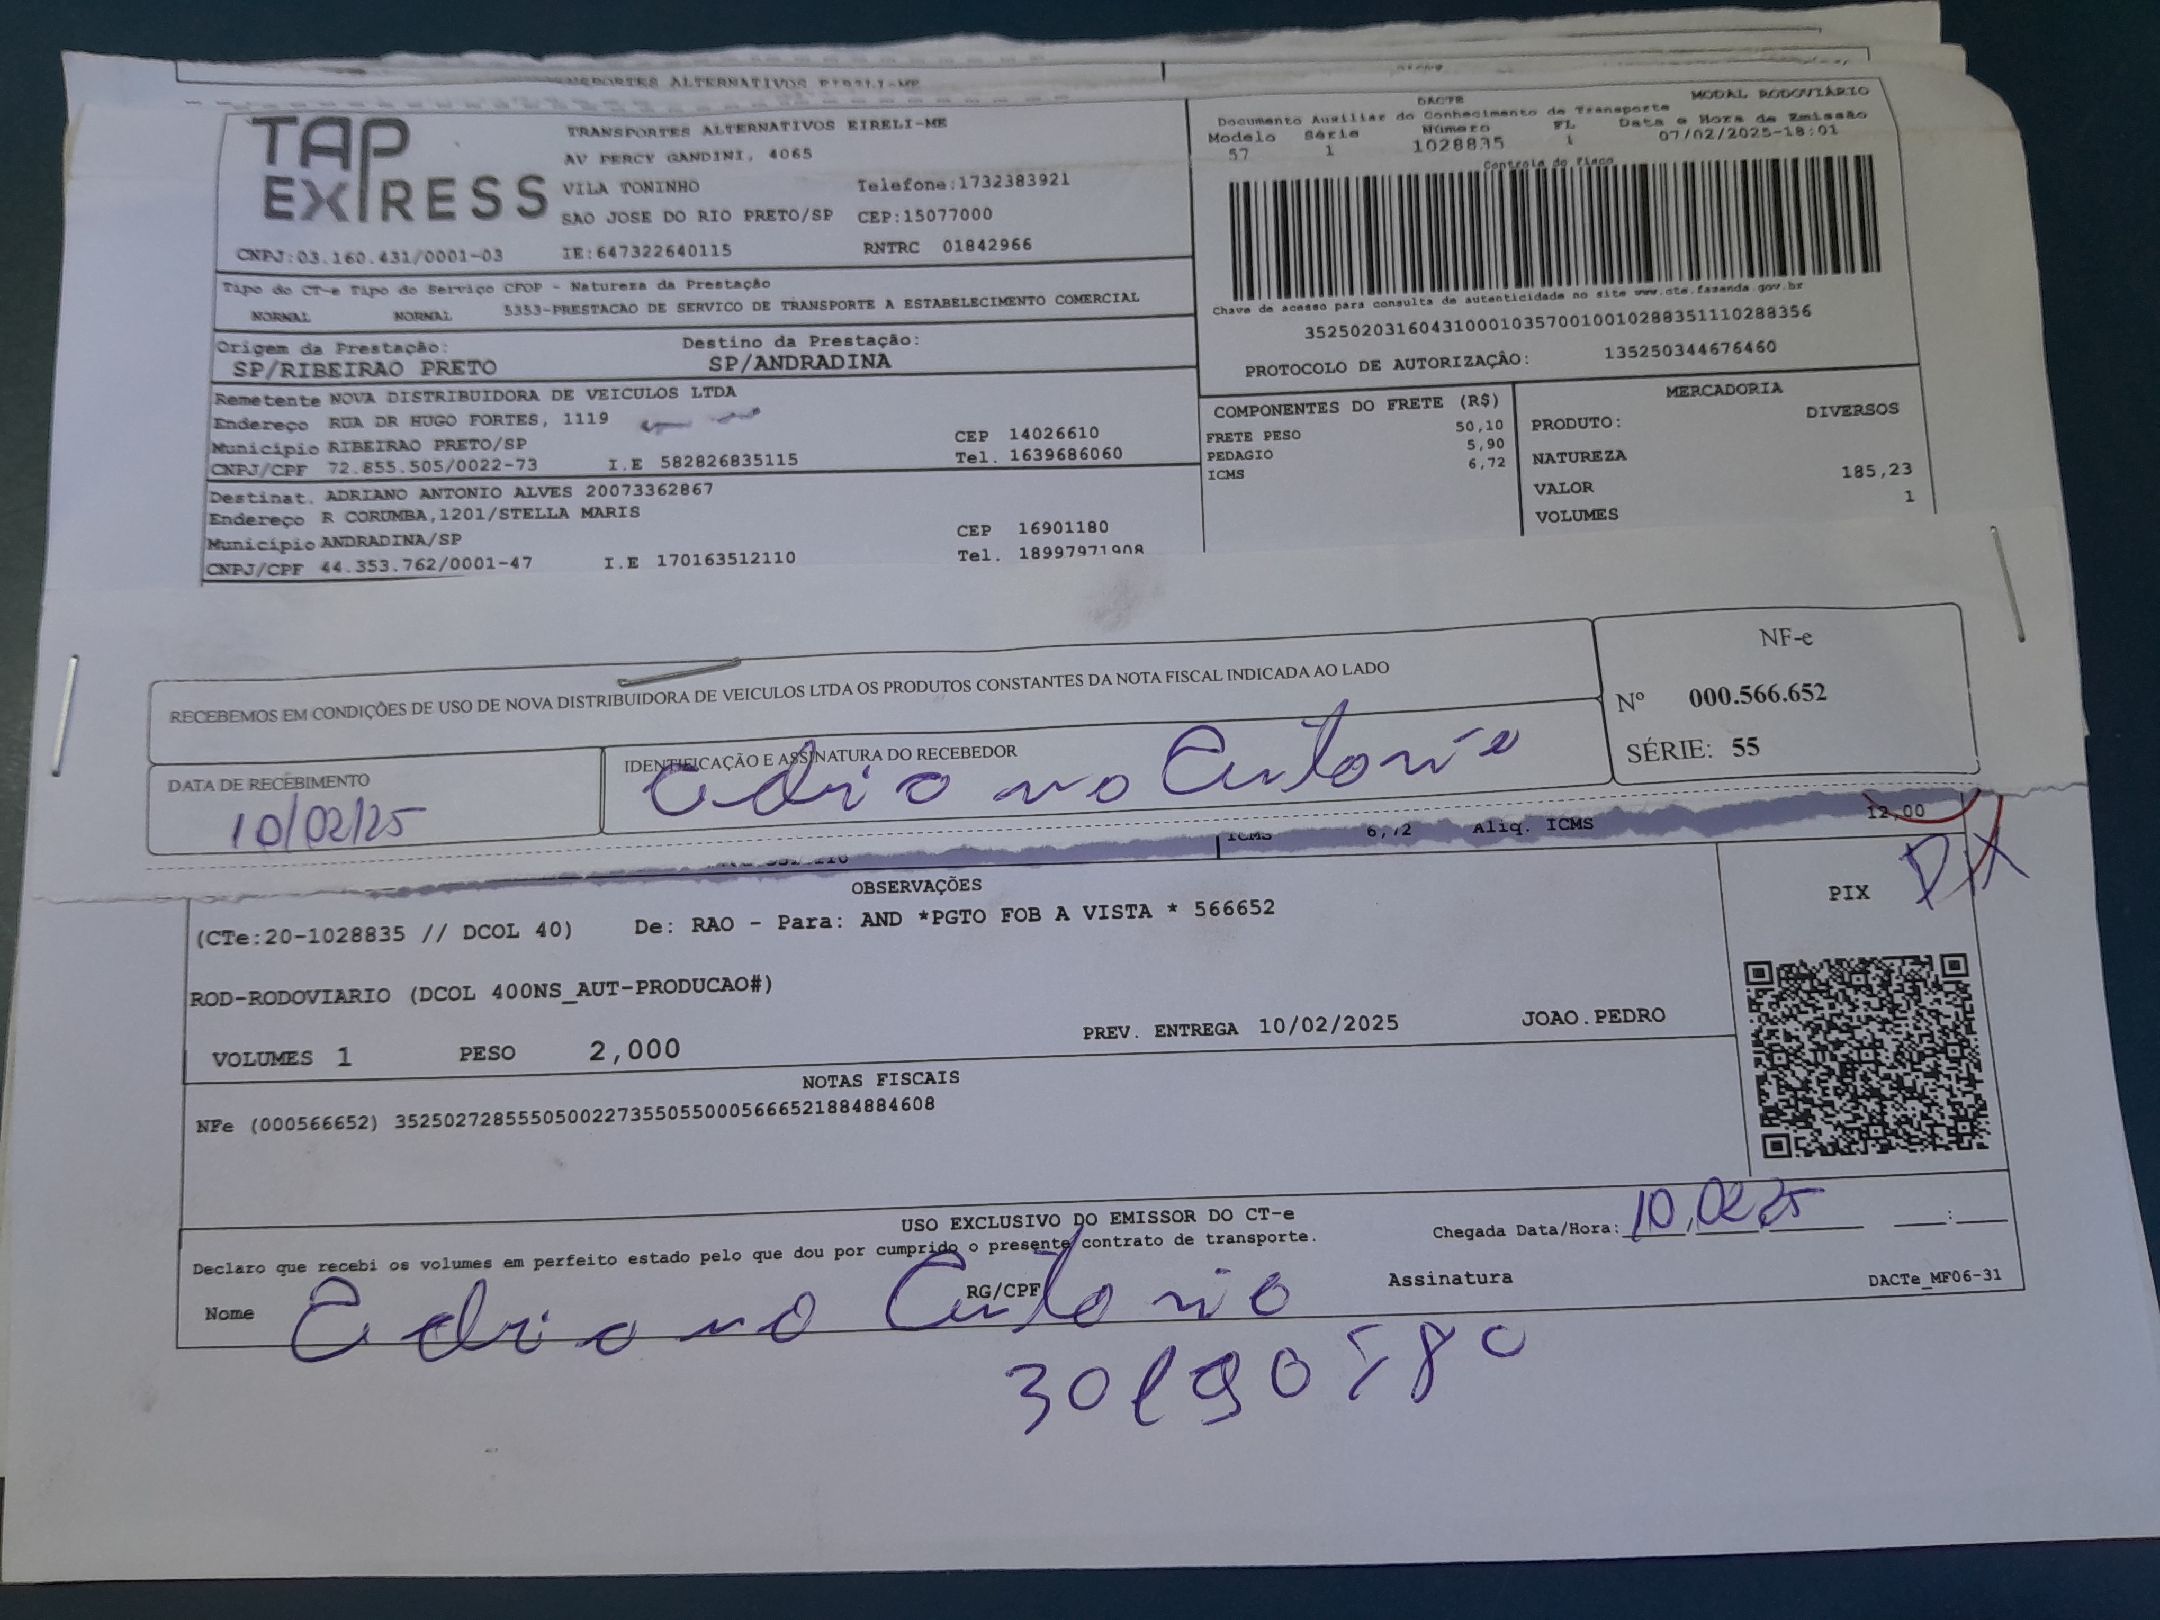 TRANSPORTES ALTERNATIVOS EIRELI-ME
TAP EXPRESS
TRANSPORTES ALTERNATIVOS EIRELI-ME
AV PERCY GANDINI, 4065
VILA TONINHO Telefone:1732383921
SAO JOSE DO RIO PRETO/SP CEP:15077000
CNPJ:03.160.431/0001-03 IE:647322640115 RNTRC 01842966
DACTE MODAL RODOVIÁRIO
Documento Auxiliar do Conhecimento de Transporte
Modelo Série Número FL Data e Hora de Emissão
57 1 1028835 1 07/02/2025-18:01
Controle do Fisco
Chave de acesso para consulta de autenticidade no site www.cte.fazenda.gov.br
35250203160431000103570010010288351110288356
PROTOCOLO DE AUTORIZAÇÃO: 135250344676460
Tipo do CT-e Tipo do Serviço CFOP - Natureza da Prestação
NORMAL NORMAL 5353-PRESTACAO DE SERVICO DE TRANSPORTE A ESTABELECIMENTO COMERCIAL
Origem da Prestação: Destino da Prestação:
SP/RIBEIRAO PRETO SP/ANDRADINA
Remetente NOVA DISTRIBUIDORA DE VEICULOS LTDA
Endereço RUA DR HUGO FORTES, 1119
Município RIBEIRAO PRETO/SP CEP 14026610
CNPJ/CPF 72.855.505/0022-73 I.E 582826835115 Tel. 1639686060
Destinat. ADRIANO ANTONIO ALVES 20073362867
Endereço R CORUMBA,1201/STELLA MARIS
Município ANDRADINA/SP CEP 16901180
CNPJ/CPF 44.353.762/0001-47 I.E 170163512110 Tel. 18997971908
COMPONENTES DO FRETE (R$)
FRETE PESO 50,10
PEDAGIO 5,90
ICMS 6,72
MERCADORIA
PRODUTO: DIVERSOS
NATUREZA
VALOR 185,23
VOLUMES 1
RECEBEMOS EM CONDIÇÕES DE USO DE NOVA DISTRIBUIDORA DE VEICULOS LTDA OS PRODUTOS CONSTANTES DA NOTA FISCAL INDICADA AO LADO
NF-e
Nº 000.566.652
SÉRIE: 55
DATA DE RECEBIMENTO
10/02/25
IDENTIFICAÇÃO E ASSINATURA DO RECEBEDOR
Adriano Antonio
ICMS 6,72 Aliq. ICMS 12,00
OBSERVAÇÕES
(CTe:20-1028835 // DCOL 40) De: RAO - Para: AND *PGTO FOB A VISTA * 566652
ROD-RODOVIARIO (DCOL 400NS_AUT-PRODUCAO#)
VOLUMES 1 PESO 2,000 PREV. ENTREGA 10/02/2025 JOAO.PEDRO
PIX PIX
NOTAS FISCAIS
NFe (000566652) 35250272855505002273550550005666521884884608
USO EXCLUSIVO DO EMISSOR DO CT-e
Declaro que recebi os volumes em perfeito estado pelo que dou por cumprido o presente contrato de transporte.
Chegada Data/Hora: 10,02 25 :
Nome Adriano Antonio RG/CPF Assinatura DACTe_MF06-31